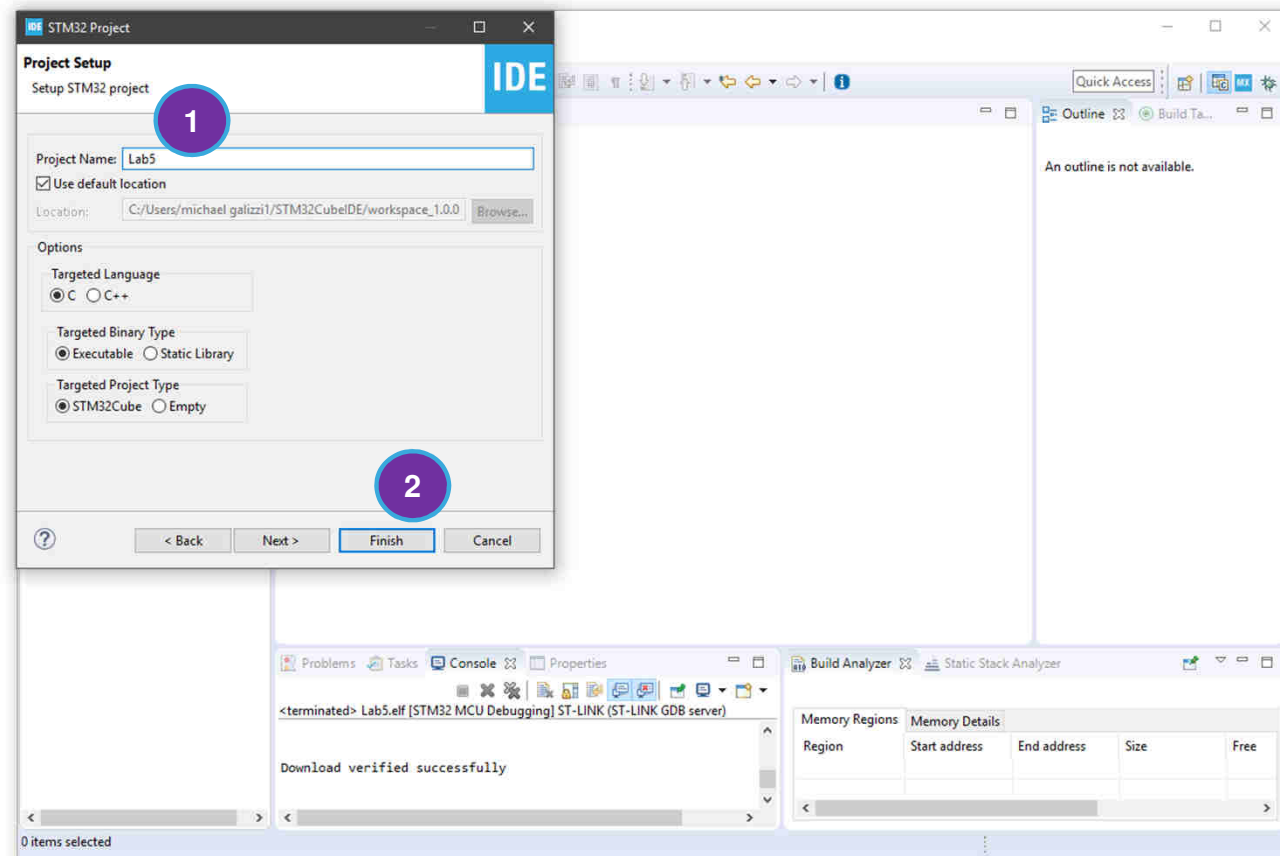 IDE STM32 Project
Project Setup
Setup STM32 project
IDE
1
Project Name: Lab5
Use default location
Location: C:/Users/michael galizzi1/STM32CubeIDE/workspace_1.0.0 Browse...
Options
Targeted Language
C C++
Targeted Binary Type
Executable Static Library
Targeted Project Type
STM32Cube Empty
2
? < Back Next > Finish Cancel
Quick Access MX
Outline Build Ta...
An outline is not available.
Problems Tasks Console Properties
<terminated> Lab5.elf [STM32 MCU Debugging] ST-LINK (ST-LINK GDB server)
Download verified successfully
Build Analyzer Static Stack Analyzer
Memory Regions Memory Details
Region Start address End address Size Free
0 items selected